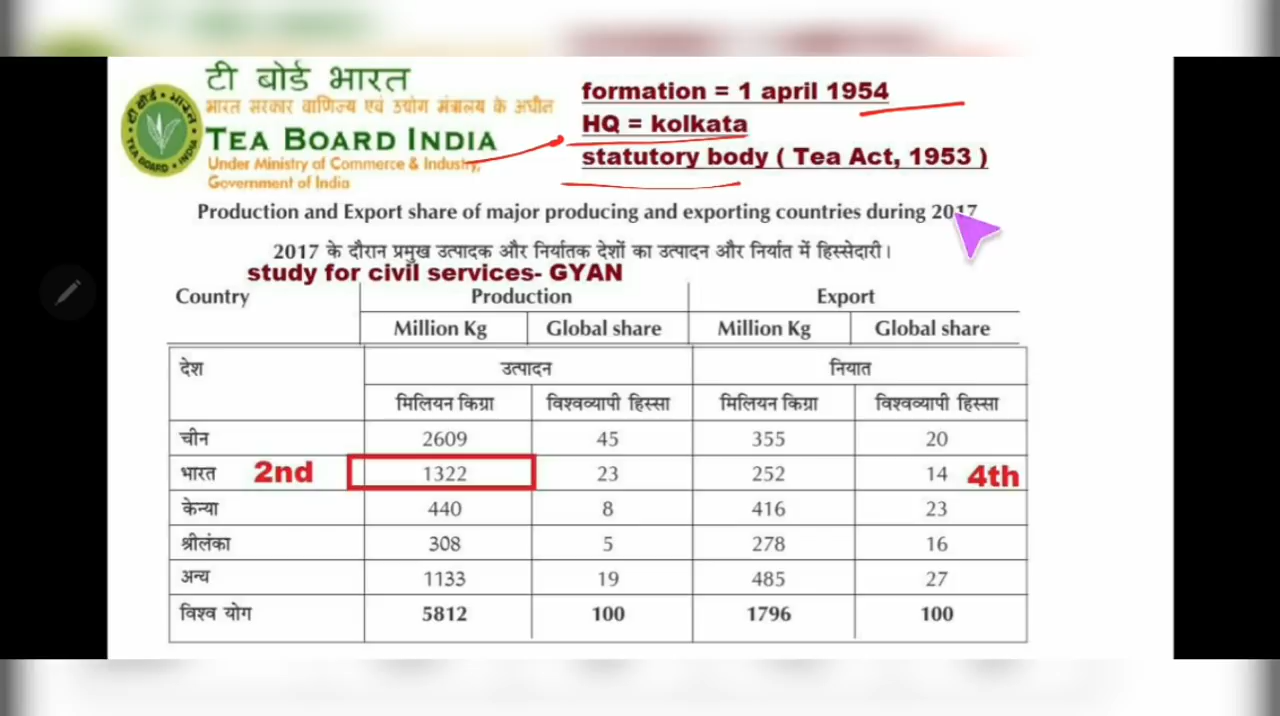 टी बोर्ड भारत
भारत सरकार वाणिज्य एवं उद्योग मंत्रालय के अधीन
TEA BOARD INDIA
Under Ministry of Commerce & Industry,
Government of India
formation = 1 april 1954
HQ = kolkata
statutory body ( Tea Act, 1953 )
Production and Export share of major producing and exporting countries during 2017
2017 के दौरान प्रमुख उत्पादक और निर्यातक देशों का उत्पादन और निर्यात में हिस्सेदारी।
study for civil services- GYAN
Country Production Export
Million Kg Global share Million Kg Global share
देश उत्पादन नियात
मिलियन किग्रा विश्वव्यापी हिस्सा मिलियन किग्रा विश्वव्यापी हिस्सा
चीन 2609 45 355 20
भारत 2nd 1322 23 252 14 4th
केन्या 440 8 416 23
श्रीलंका 308 5 278 16
अन्य 1133 19 485 27
विश्व योग 5812 100 1796 100